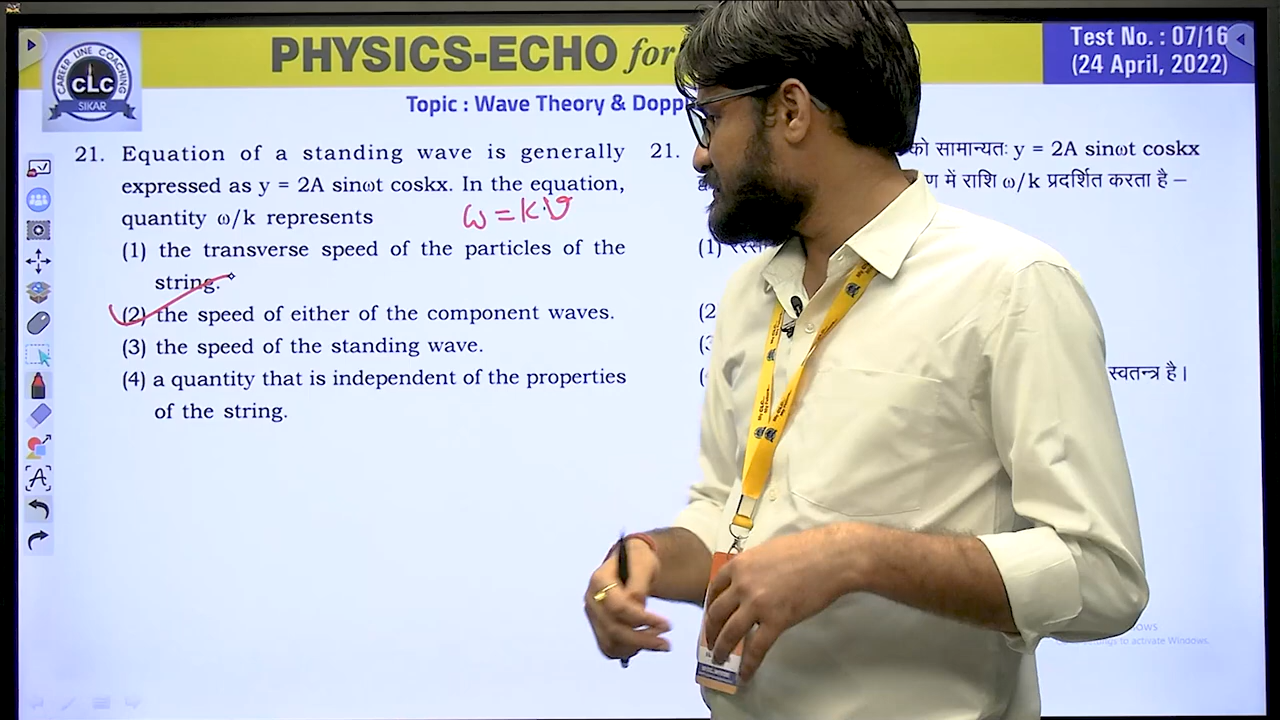 PHYSICS-ECHO for
Test No. : 07/16
(24 April, 2022)
CAREER LINE COACHING
CLC
SIKAR
Topic : Wave Theory &
21. Equation of a standing wave is generally
expressed as y = 2A sinωt coskx. In the equation,
quantity ω/k represents
ω = kv
(1) the transverse speed of the particles of the
string.
(2) the speed of either of the component waves.
(3) the speed of the standing wave.
(4) a quantity that is independent of the properties
of the string.
21. को सामान्यतः y = 2A sinωt coskx
में राशि ω/k प्रदर्शित करता है –
(1)
(2
(3
(
स्वतन्त्र है।
to activate Windows.